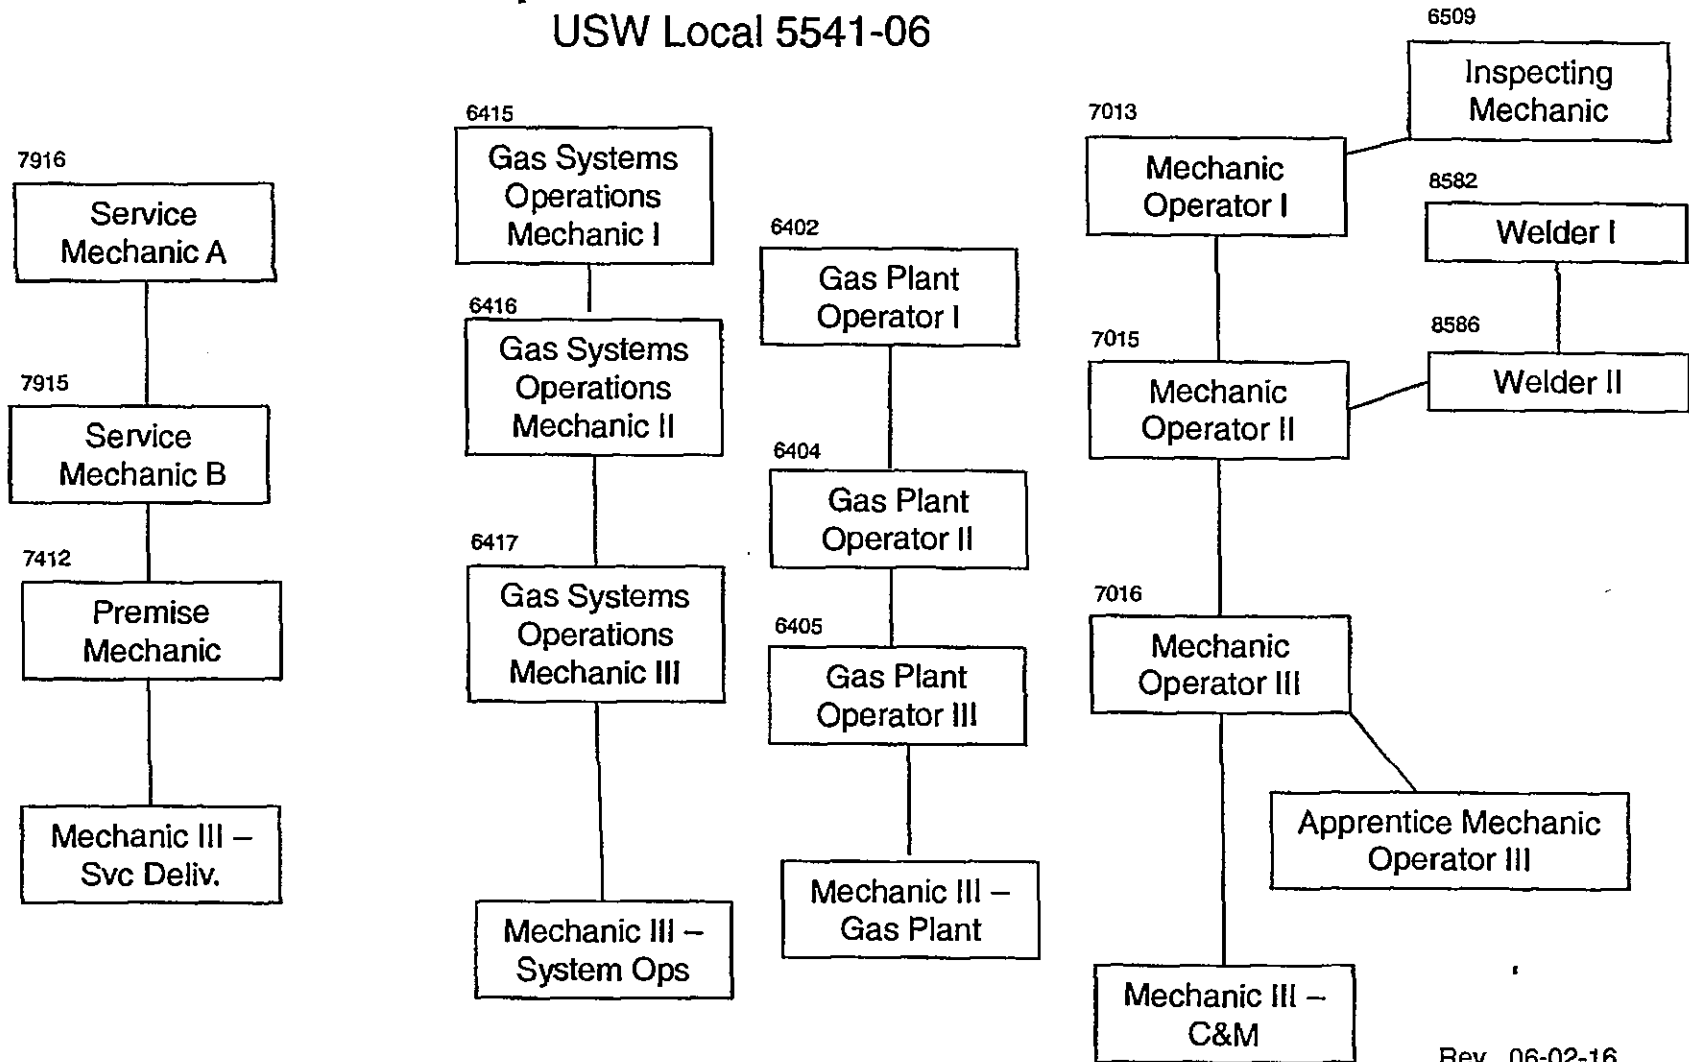 USW Local 5541-06
7916
Service
Mechanic A
7915
Service
Mechanic B
7412
Premise
Mechanic
Mechanic III –
Svc Deliv.
6415
Gas Systems
Operations
Mechanic I
6416
Gas Systems
Operations
Mechanic II
6417
Gas Systems
Operations
Mechanic III
Mechanic III –
System Ops
6402
Gas Plant
Operator I
6404
Gas Plant
Operator II
6405
Gas Plant
Operator III
Mechanic III –
Gas Plant
7013
Mechanic
Operator I
7015
Mechanic
Operator II
7016
Mechanic
Operator III
Mechanic III –
C&M
6509
Inspecting
Mechanic
8582
Welder I
8586
Welder II
Apprentice Mechanic
Operator III
Rev. 06-02-16